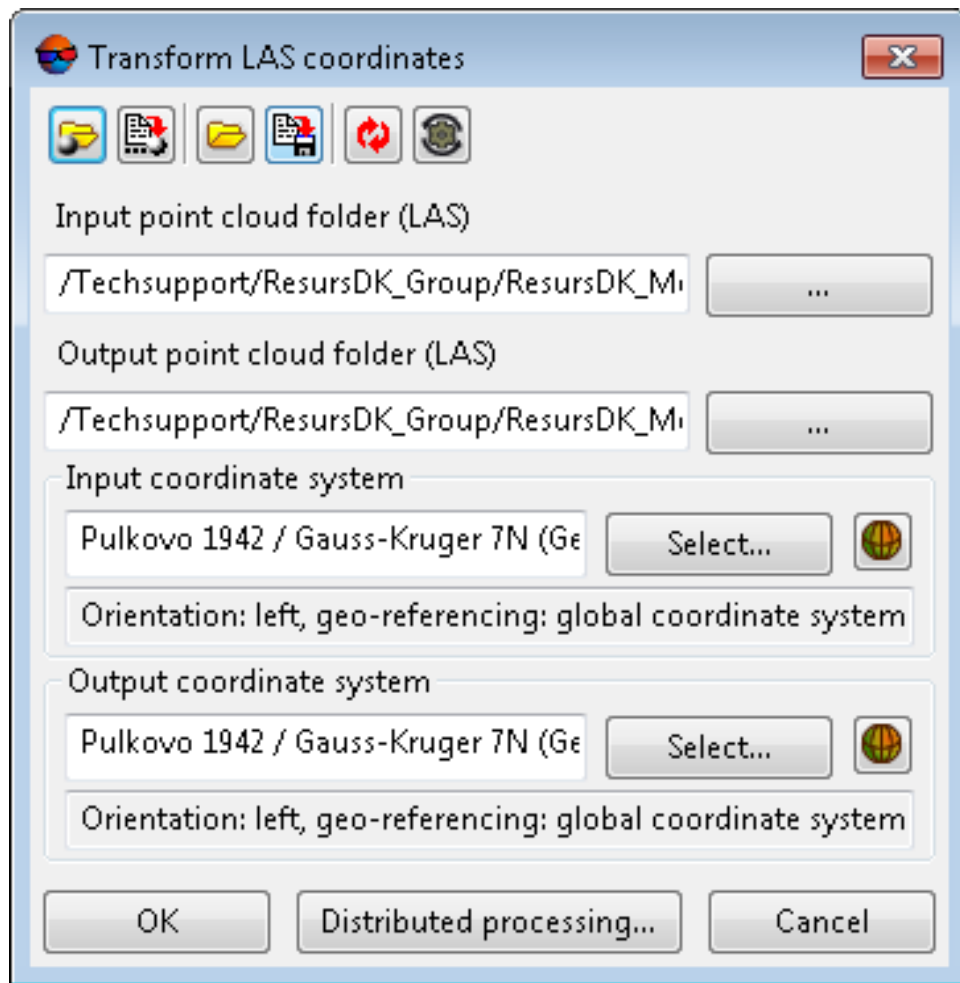 Transform LAS coordinates
Input point cloud folder (LAS)
/Techsupport/ResursDK_Group/ResursDK_M
...
Output point cloud folder (LAS)
/Techsupport/ResursDK_Group/ResursDK_M
...
Input coordinate system
Pulkovo 1942 / Gauss-Kruger 7N (Ge
Select...
Orientation: left, geo-referencing: global coordinate system
Output coordinate system
Pulkovo 1942 / Gauss-Kruger 7N (Ge
Select...
Orientation: left, geo-referencing: global coordinate system
OK
Distributed processing...
Cancel